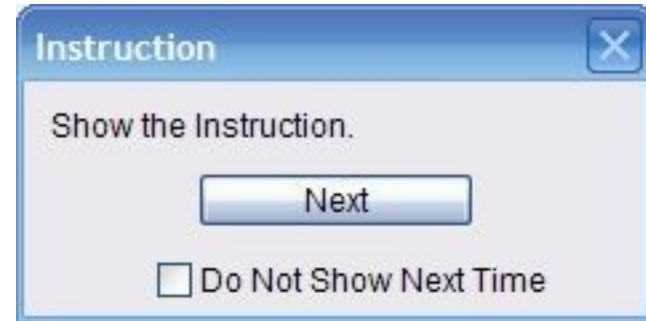 Instruction
Show the Instruction.
Next
Do Not Show Next Time